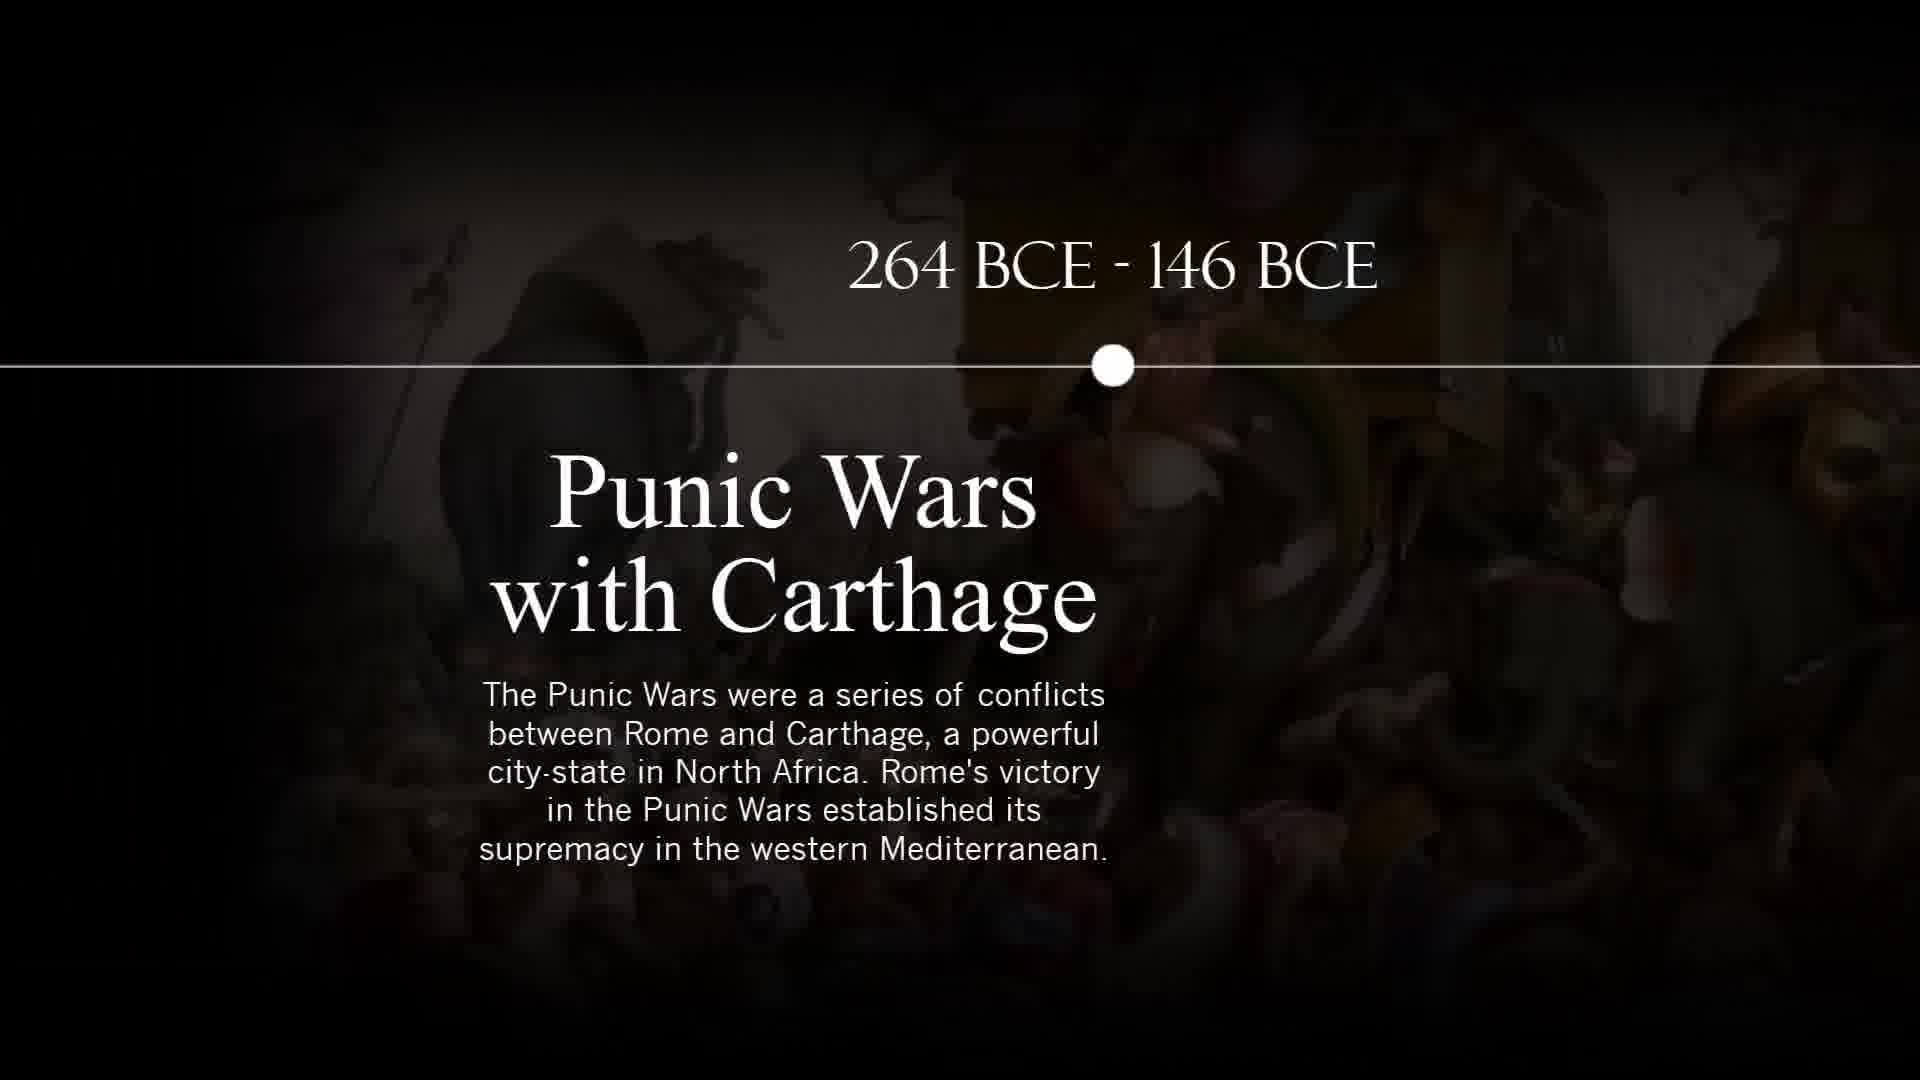 264 BCE - 146 BCE
Punic Wars
with Carthage
The Punic Wars were a series of conflicts
between Rome and Carthage, a powerful
city-state in North Africa. Rome's victory
in the Punic Wars established its
supremacy in the western Mediterranean.